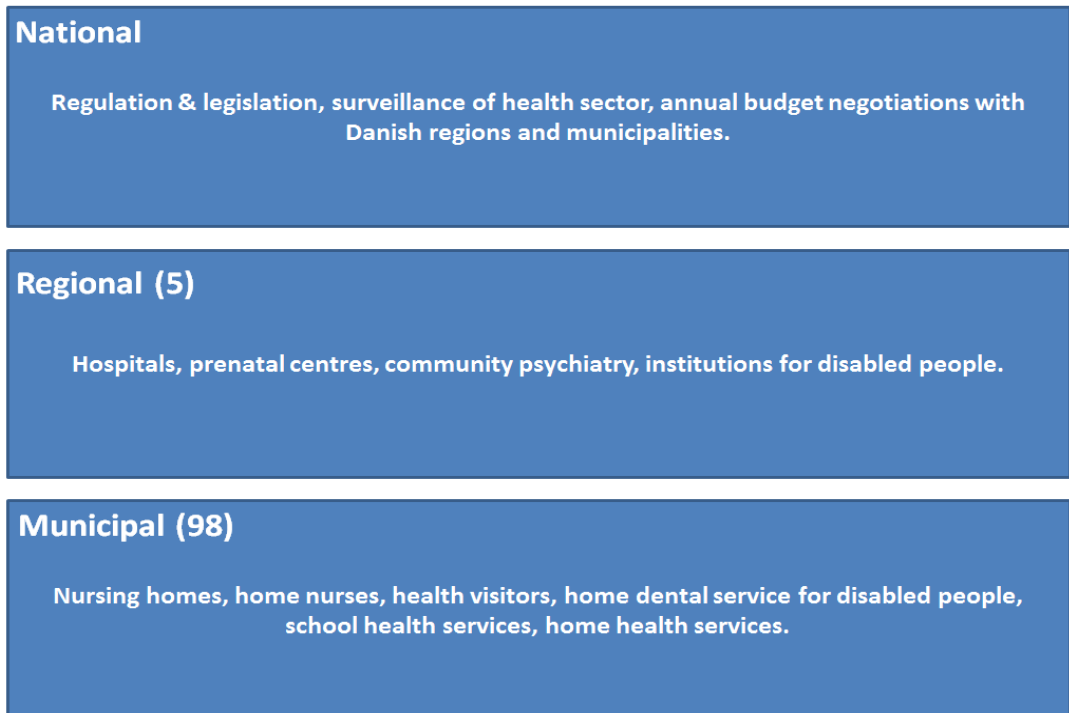 National
Regulation & legislation, surveillance of health sector, annual budget negotiations with
Danish regions and municipalities.
Regional (5)
Hospitals, prenatal centres, community psychiatry, institutions for disabled people.
Municipal (98)
Nursing homes, home nurses, health visitors, home dental service for disabled people,
school health services, home health services.